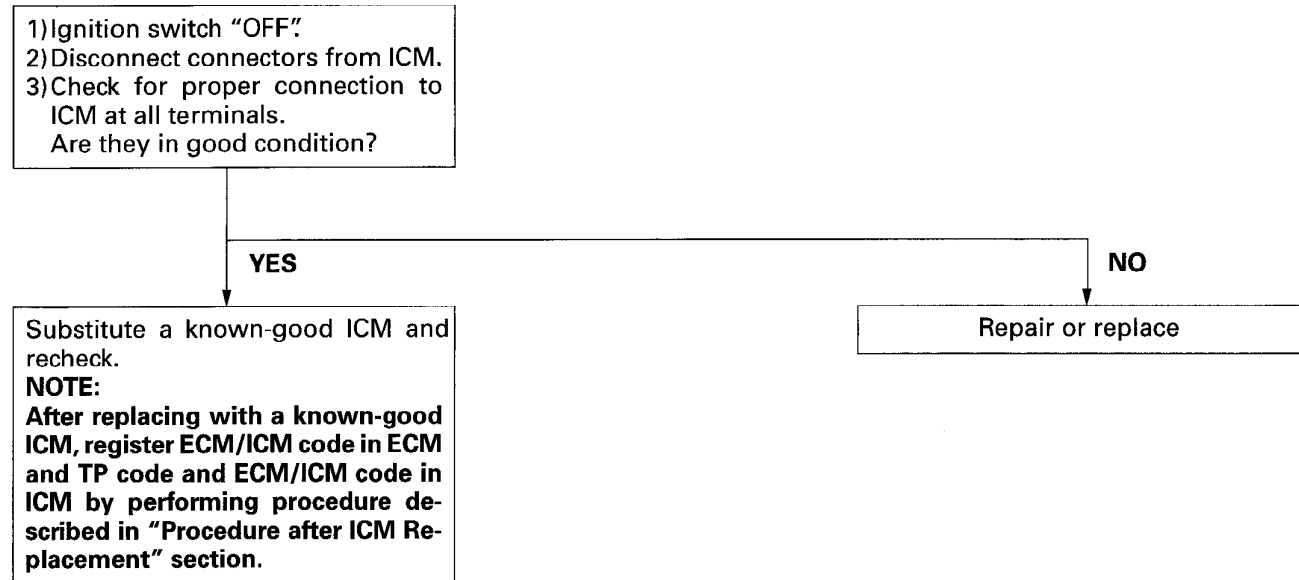 1) Ignition switch “OFF”.
2) Disconnect connectors from ICM.
3) Check for proper connection to
ICM at all terminals.
Are they in good condition?
YES
NO
Substitute a known-good ICM and
recheck.
NOTE:
After replacing with a known-good
ICM, register ECM/ICM code in ECM
and TP code and ECM/ICM code in
ICM by performing procedure de-
scribed in “Procedure after ICM Re-
placement” section.
Repair or replace